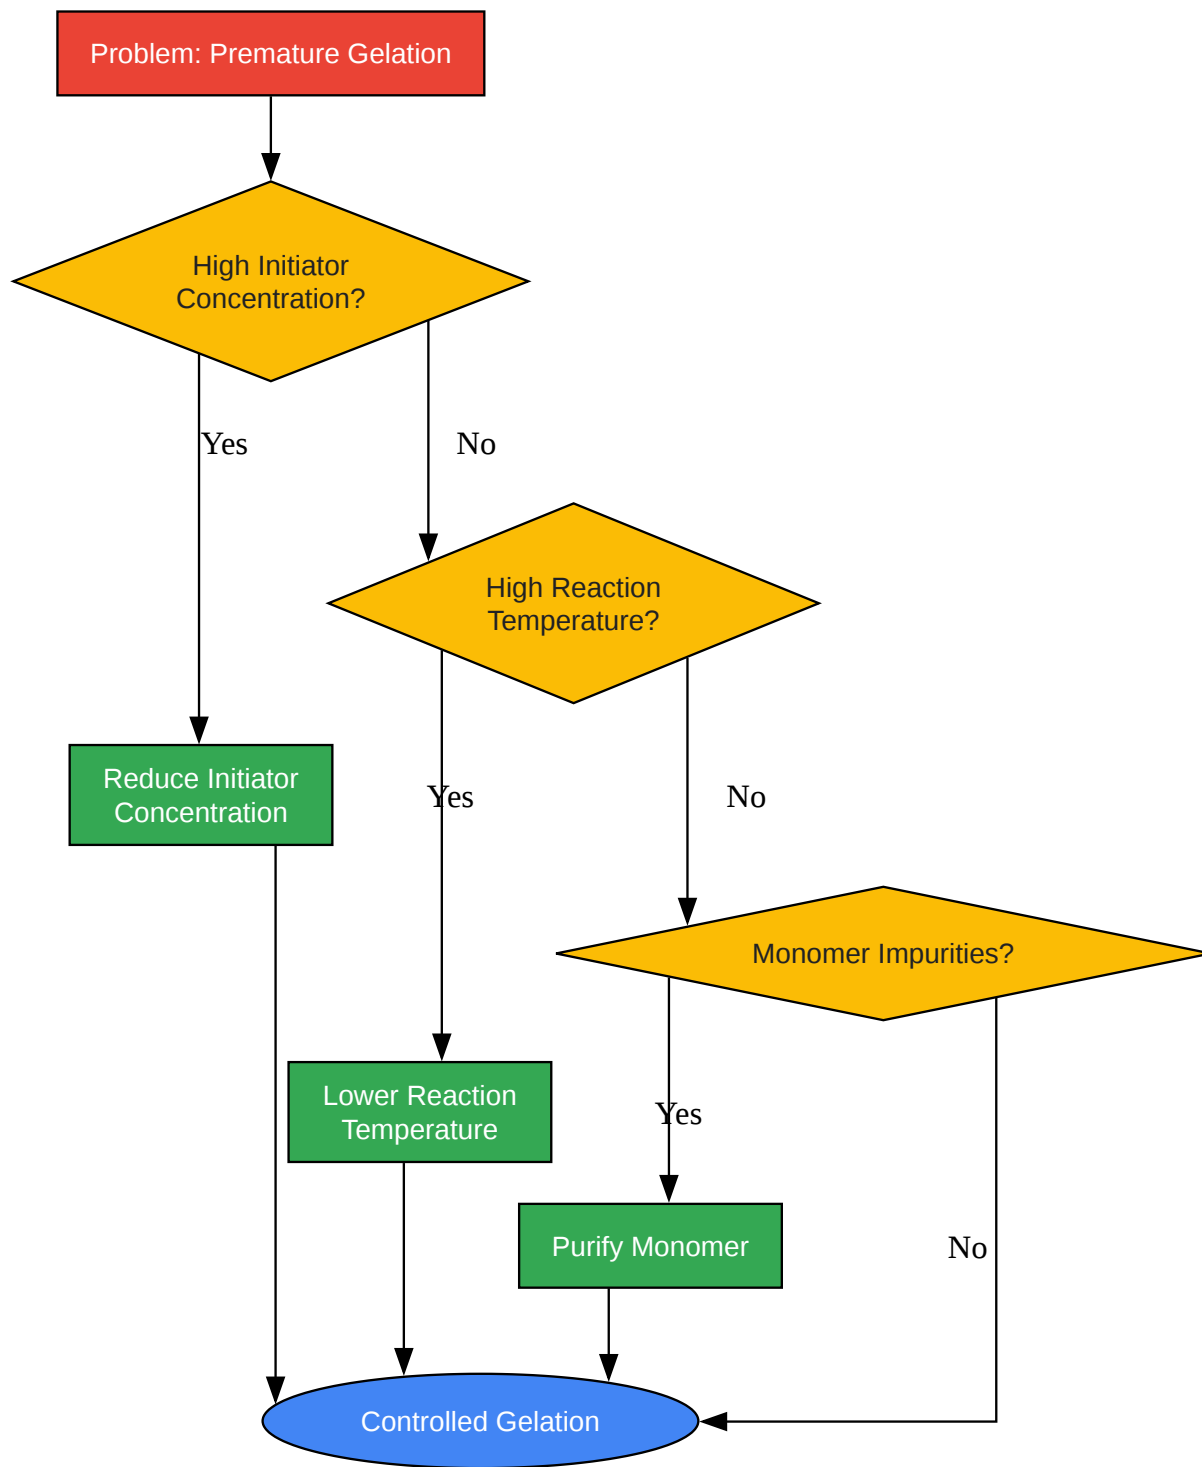 Problem: Premature Gelation
High Initiator
Concentration?
Yes
No
High Reaction
Temperature?
Reduce Initiator
Concentration
Yes
No
Monomer Impurities?
Lower Reaction
Temperature
Yes
Purify Monomer
No
Controlled Gelation